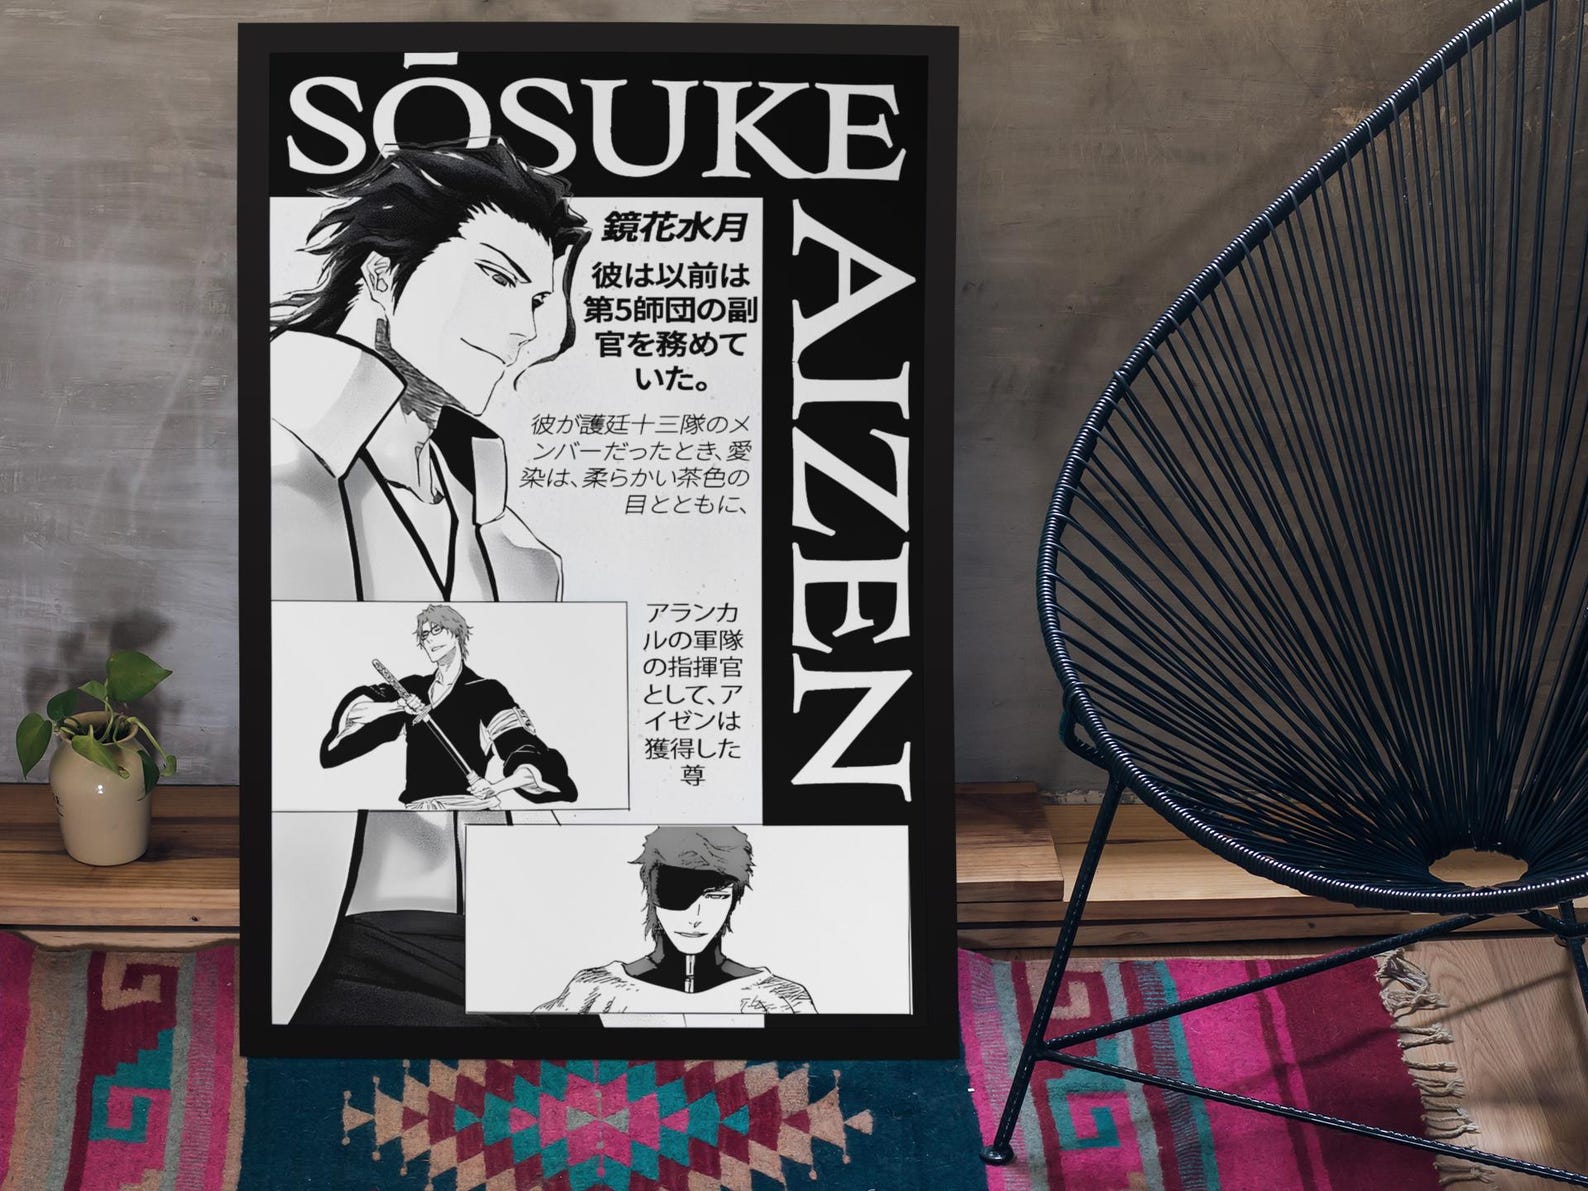 SŌSUKE
AIZEN
鏡花水月
彼は以前は
第5師団の副
官を務めて
いた。
彼が護廷十三隊のメ
ンバーだったとき、愛
染は、柔らかい茶色の
目とともに、
アランカ
ルの軍隊
の指揮官
として、ア
イゼンは
獲得した
尊